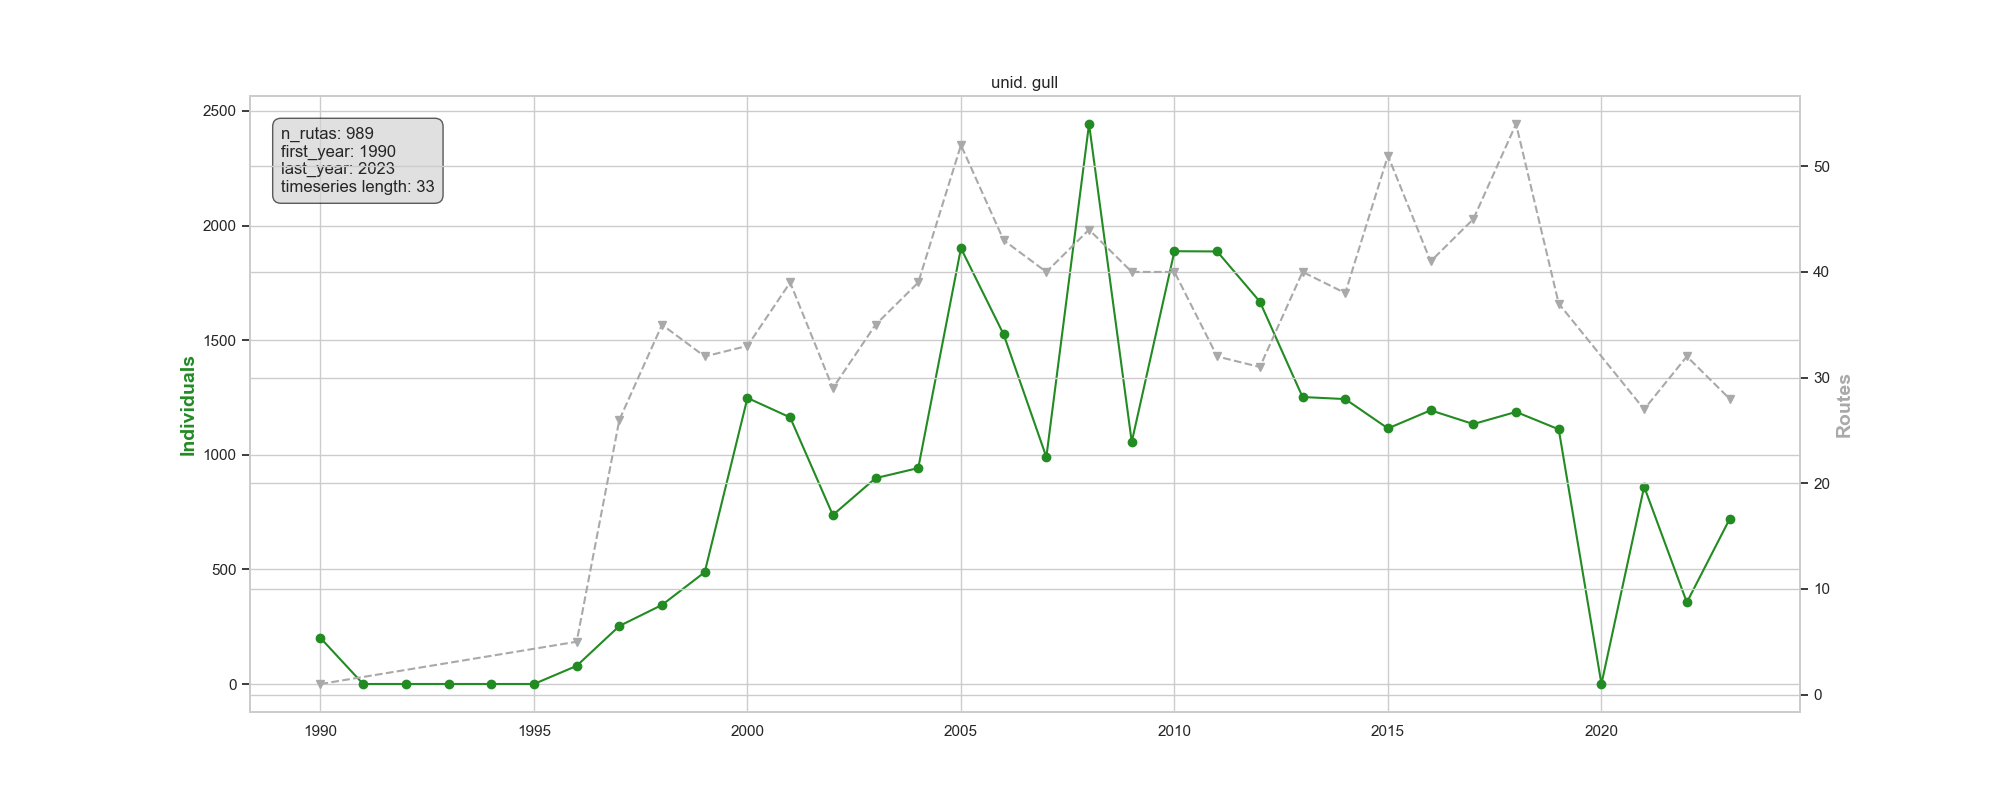 unid. gull
n_rutas: 989
first_year: 1990
last_year: 2023
timeseries length: 33
Individuals
2500
2000
1500
1000
500
0
50
40
30
20
10
0
Routes
1990 1995 2000 2005 2010 2015 2020